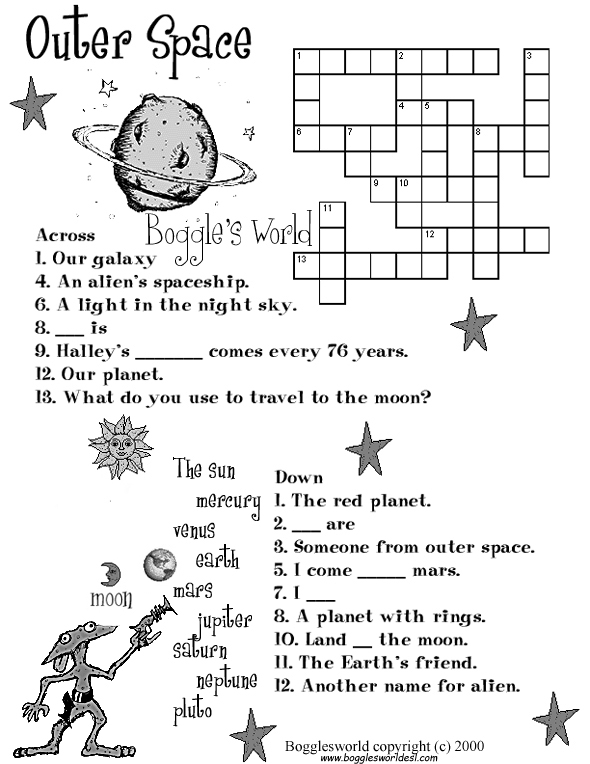 Outer Space
1
2
3
4
5
6
7
8
9
10
11
12
13
Boggle's World
Across
1. Our galaxy
4. An alien's spaceship.
6. A light in the night sky.
8. ___ is
9. Halley's _______ comes every 76 years.
12. Our planet.
13. What do you use to travel to the moon?
The sun
mercury
venus
earth
mars
jupiter
saturn
neptune
pluto
moon
Down
1. The red planet.
2. ___ are
3. Someone from outer space.
5. I come _____ mars.
7. I ___
8. A planet with rings.
10. Land __ the moon.
11. The Earth's friend.
12. Another name for alien.
Bogglesworld copyright (c) 2000
www.bogglesworldesl.com